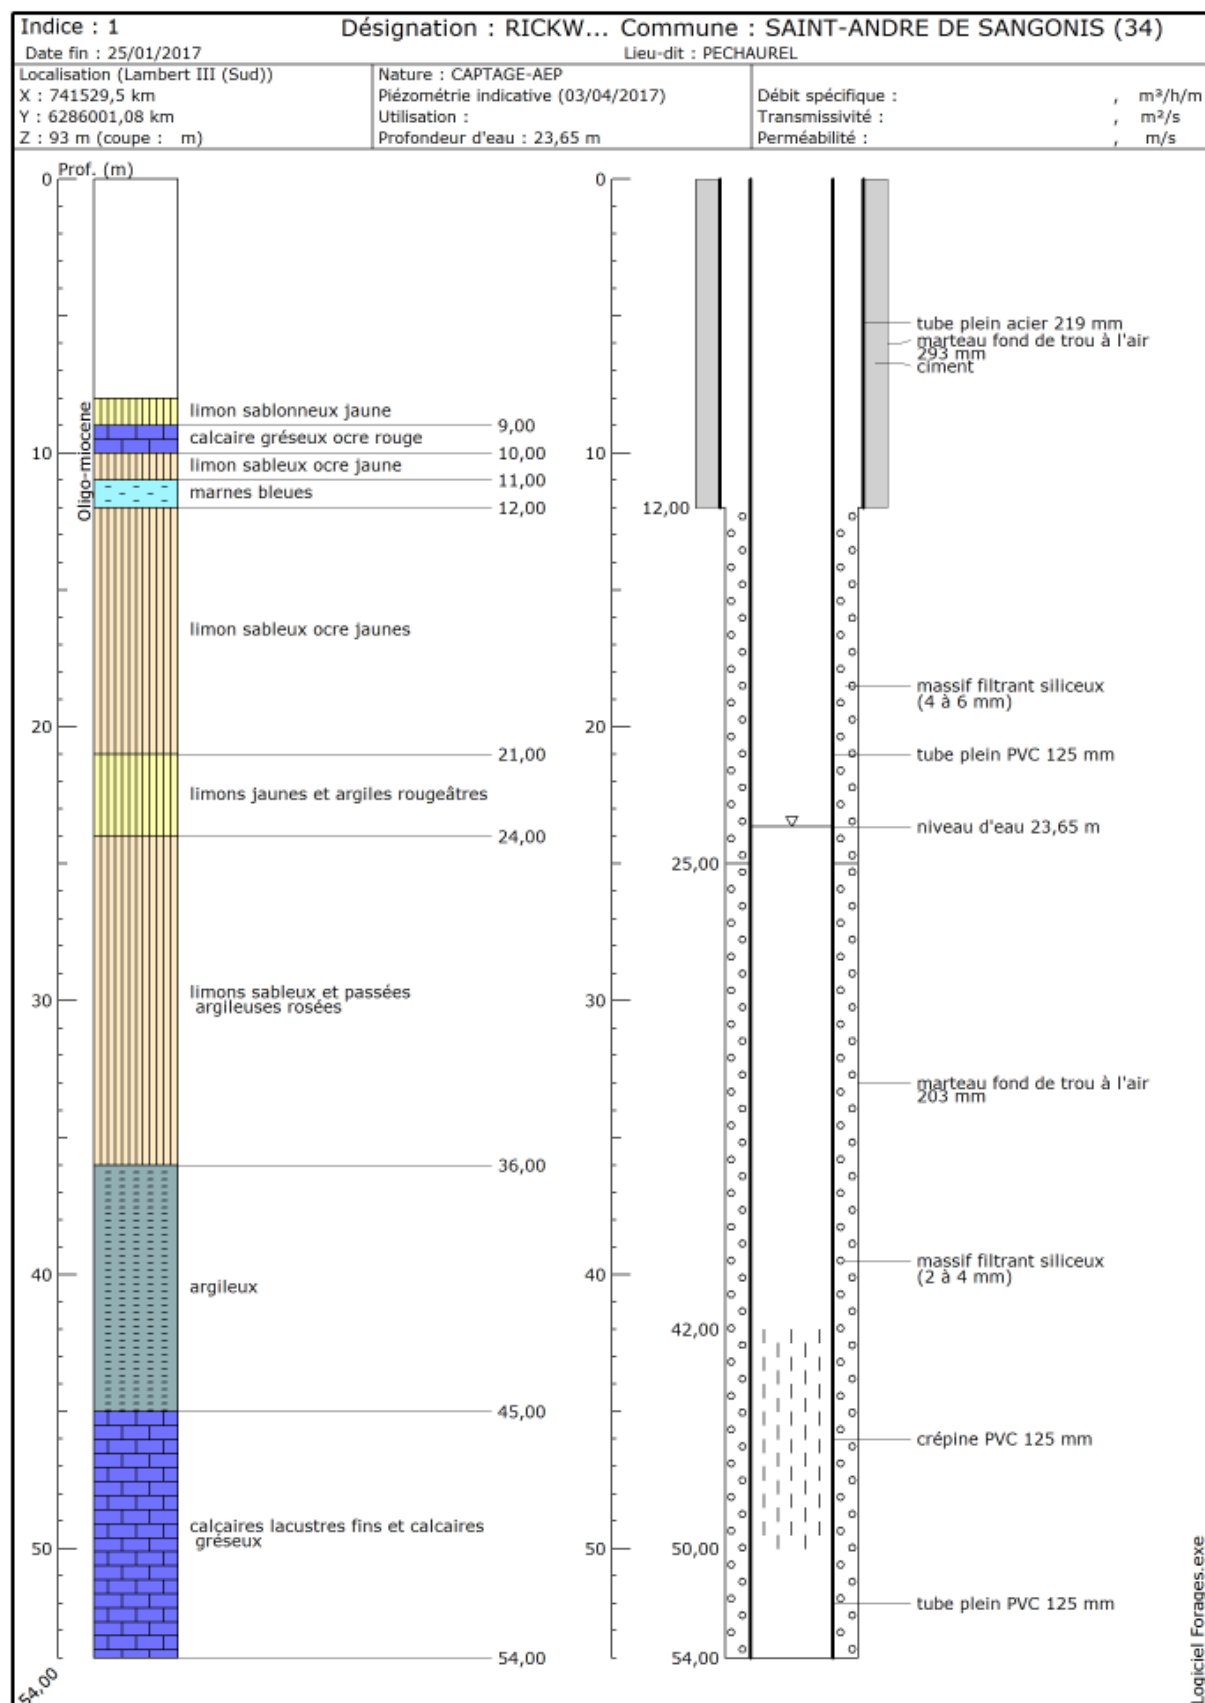 Indice : 1 Désignation : RICKW... Commune : SAINT-ANDRE DE SANGONIS (34)
Date fin : 25/01/2017 Lieu-dit : PECHAUREL
Localisation (Lambert III (Sud))
X : 741529,5 km
Y : 6286001,08 km
Z : 93 m (coupe : m)
Nature : CAPTAGE-AEP
Piézométrie indicative (03/04/2017)
Utilisation :
Profondeur d'eau : 23,65 m
Débit spécifique : , m³/h/m
Transmissivité : , m²/s
Perméabilité : , m/s
Prof. (m)
0
10
20
30
40
50
54,00
Oligo-miocene
limon sablonneux jaune
9,00
calcaire gréseux ocre rouge
10,00
limon sableux ocre jaune
11,00
marnes bleues
12,00
limon sableux ocre jaunes
21,00
limons jaunes et argiles rougeâtres
24,00
limons sableux et passées
argileuses rosées
36,00
argileux
45,00
calcaires lacustres fins et calcaires
gréseux
54,00
0
10
20
30
40
50
12,00
25,00
42,00
50,00
54,00
tube plein acier 219 mm
marteau fond de trou à l'air
293 mm
ciment
massif filtrant siliceux
(4 à 6 mm)
tube plein PVC 125 mm
niveau d'eau 23,65 m
marteau fond de trou à l'air
203 mm
massif filtrant siliceux
(2 à 4 mm)
crépine PVC 125 mm
tube plein PVC 125 mm
Logiciel Forages.exe